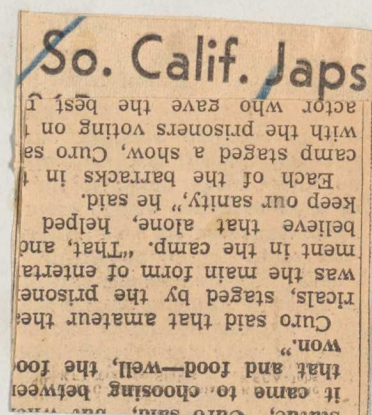 So. Calif. Japs
it came to choosing betwee
that and food—well, the foo
won."
Curo said that amateur thea
ricals, staged by the prisone
was the main form of enterta
ment in the camp. "That, and
believe that alone, helped
keep our sanity," he said.
Each of the barracks in t
camp staged a show, Curo sa
with the prisoners voting on
actor who gave the best